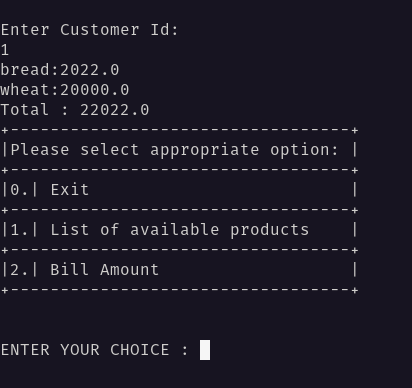 Enter Customer Id:
1
bread:2022.0
wheat:20000.0
Total : 22022.0
+----------------------------------+
|Please select appropriate option: |
+----------------------------------+
|0.| Exit                          |
+----------------------------------+
|1.| List of available products    |
+----------------------------------+
|2.| Bill Amount                   |
+----------------------------------+
ENTER YOUR CHOICE :